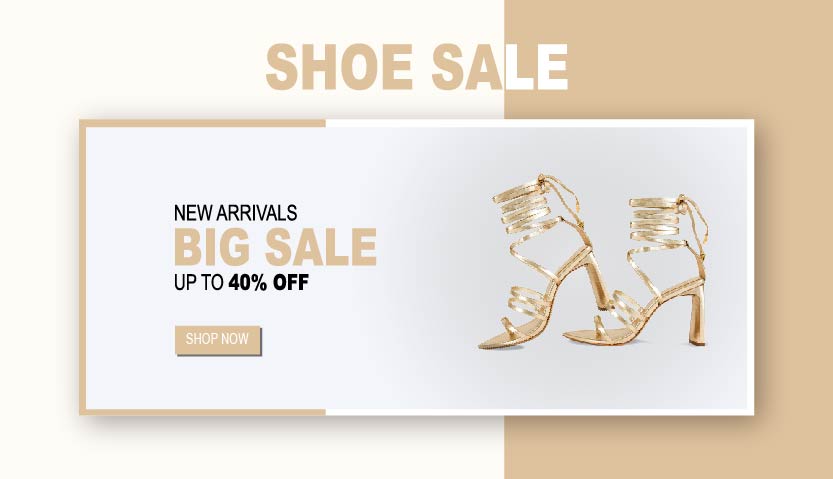 SHOE SALE
NEW ARRIVALS
BIG SALE
UP TO 40% OFF
SHOP NOW